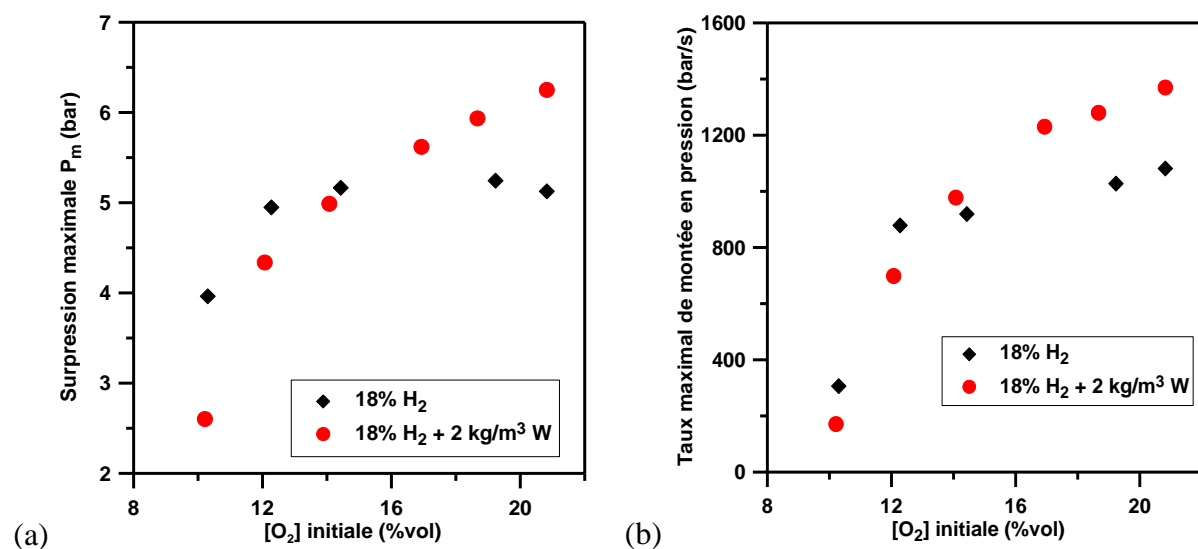 7
6
5
4
3
2
Surpression maximale Pₘ (bar)
18% H₂
18% H₂ + 2 kg/m³ W
8 12 16 20
[O₂] initiale (%vol)
(a)
1600
1200
800
400
0
Taux maximal de montée en pression (bar/s)
18% H₂
18% H₂ + 2 kg/m³ W
8 12 16 20
[O₂] initiale (%vol)
(b)